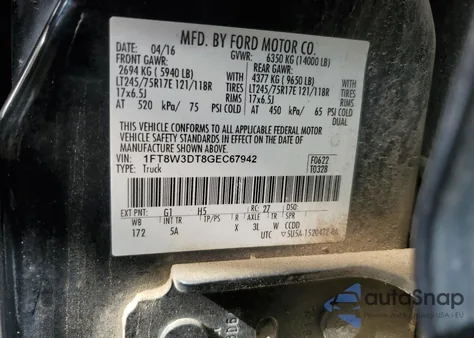 MFD. BY FORD MOTOR CO.
DATE: 04/16 GVWR: 6350 KG (14000 LB)
FRONT GAWR: REAR GAWR:
2694 KG ( 5940 LB) 4377 KG ( 9650 LB)
LT245/75R17E 121/118R TIRES LT245/75R17E 121/118R TIRES
17x6.5J RIMS 17x6.5J RIMS
AT 520 kPa/ 75 PSI COLD AT 450 kPa/ 65 PSI COLD
THIS VEHICLE CONFORMS TO ALL APPLICABLE FEDERAL MOTOR
VEHICLE SAFETY STANDARDS IN EFFECT ON THE DATE OF
MANUFACTURE SHOWN ABOVE.
VIN: 1FT8W3DT8GEC67942 F0622
TYPE: Truck T0328
EXT PNT: G1 H5 RC: 27 DSO:
WB INT TR TP/PS R AXLE TR SPR
172 5A X 3L W CCDD
UTC
autoSnap